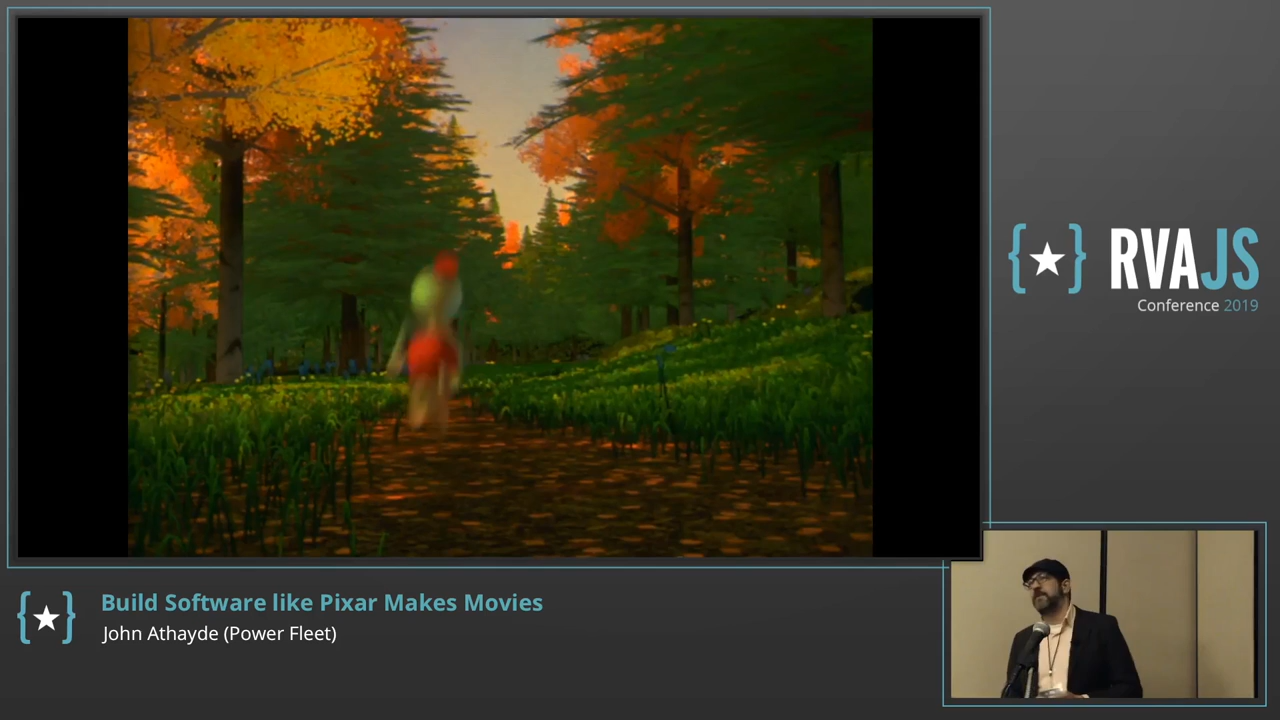 {★} RVAJS
Conference 2019
Build Software like Pixar Makes Movies
John Athayde (Power Fleet)